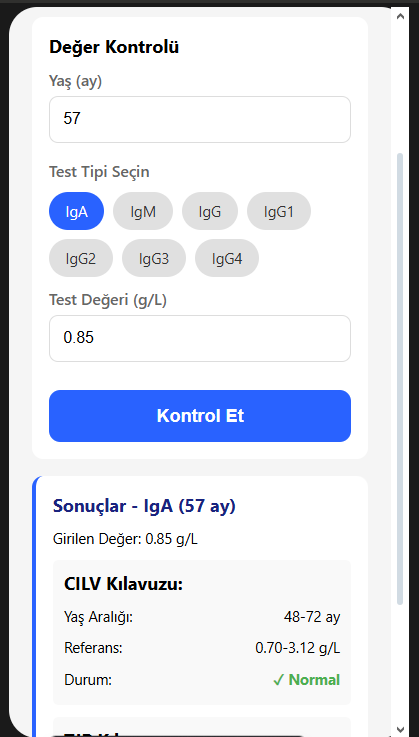 Değer Kontrolü
Yaş (ay)
57
Test Tipi Seçin
IgA IgM IgG IgG1
IgG2 IgG3 IgG4
Test Değeri (g/L)
0.85
Kontrol Et
Sonuçlar - IgA (57 ay)
Girilen Değer: 0.85 g/L
CILV Kılavuzu:
Yaş Aralığı: 48-72 ay
Referans: 0.70-3.12 g/L
Durum: ✓ Normal